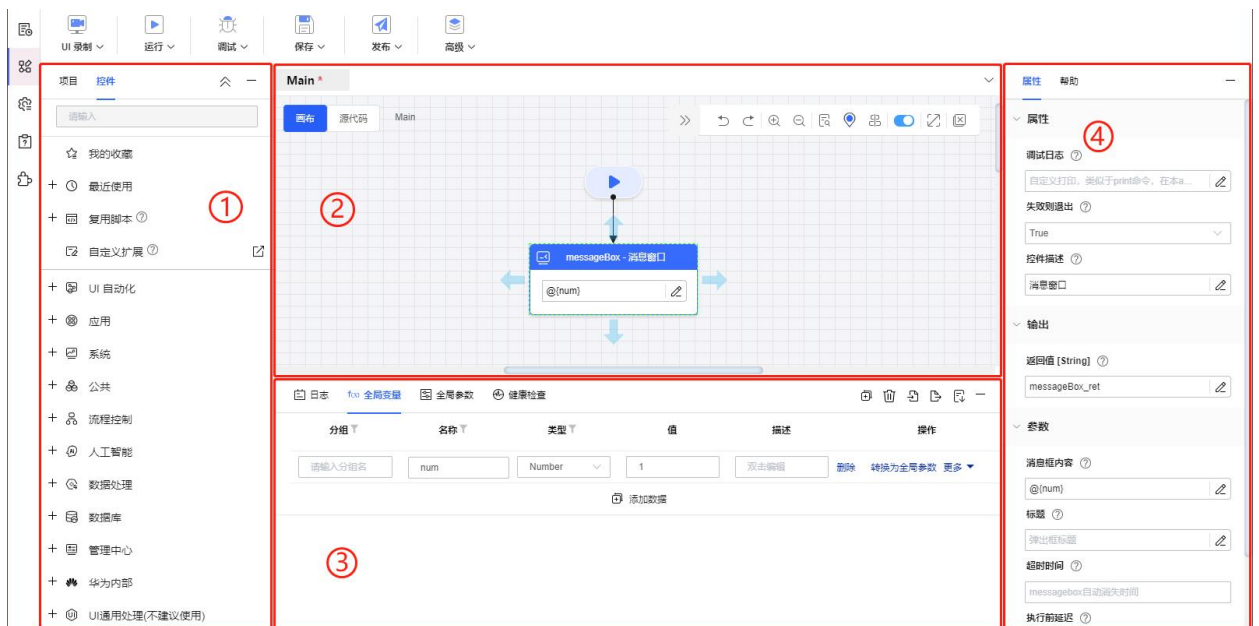 UI 录制 运行 调试 保存 发布 高级
项目 控件
请输入
我的收藏
最近使用
复用脚本
自定义扩展
UI 自动化
应用
系统
公共
流程控制
人工智能
数据处理
数据库
管理中心
华为内部
UI通用处理(不建议使用)
①
Main *
画布 源代码 Main
②
messageBox - 消息窗口
@{num}
日志 f(x) 全局变量 全局参数 健康检查
分组 名称 类型 值 描述 操作
请输入分组名 num Number 1 双击编辑 删除 转换为全局参数 更多
添加数据
③
属性 帮助
属性
④
调试日志
自定义打印，类似于print命令，在本a...
失败则退出
True
控件描述
消息窗口
输出
返回值 [String]
messageBox_ret
参数
消息框内容
@{num}
标题
弹出框标题
超时时间
messagebox自动消失时间
执行前延迟